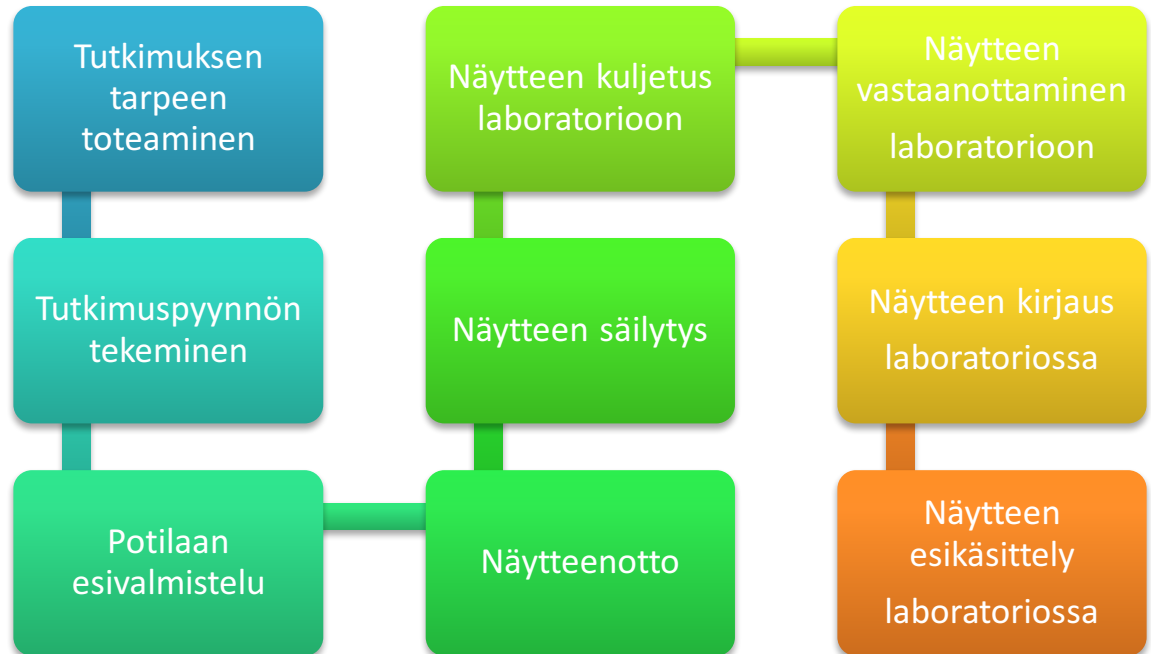 Tutkimuksen
tarpeen
toteaminen
Tutkimuspyynnön
tekeminen
Potilaan
esivalmistelu
Näytteenotto
Näytteen säilytys
Näytteen kuljetus
laboratorioon
Näytteen
vastaanottaminen
laboratorioon
Näytteen kirjaus
laboratoriossa
Näytteen
esikäsittely
laboratoriossa